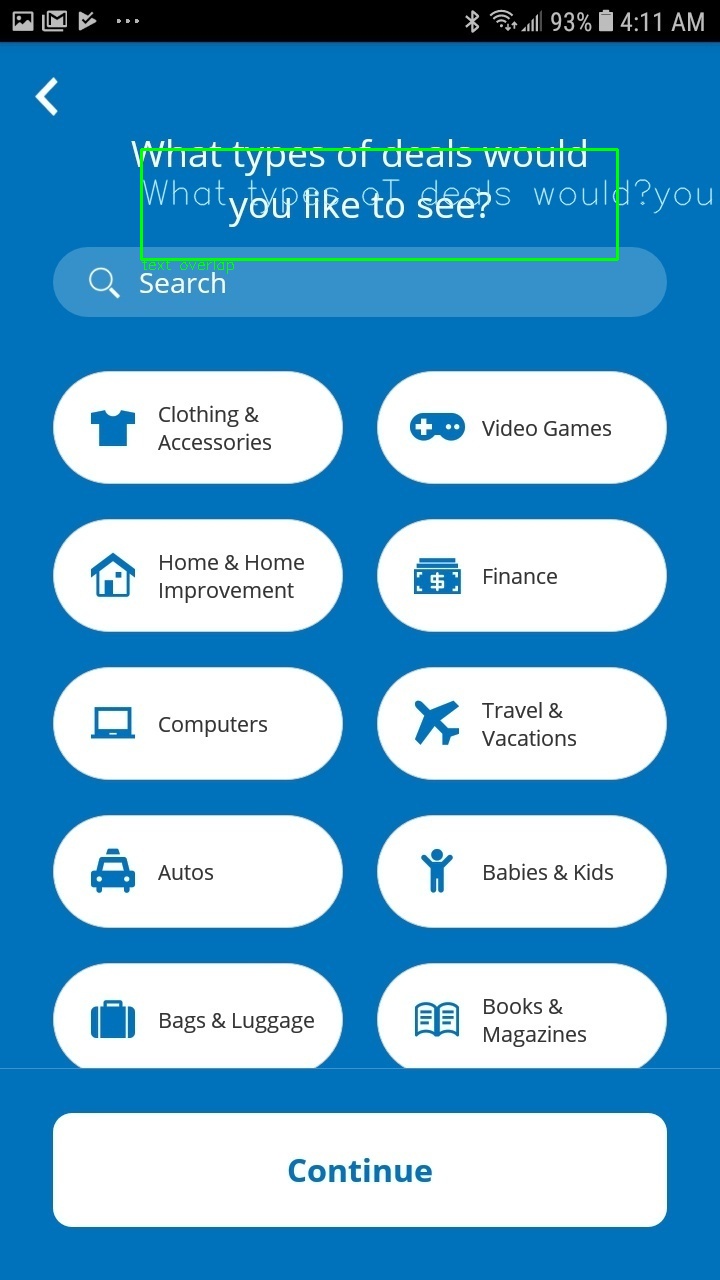 93% 4:11 AM
What types of deals would
What types oT deals would?you
you like to see?
text overlap
Search
Clothing &
Accessories
Video Games
Home & Home
Improvement
Finance
Computers
Travel &
Vacations
Autos
Babies & Kids
Bags & Luggage
Books &
Magazines
Continue